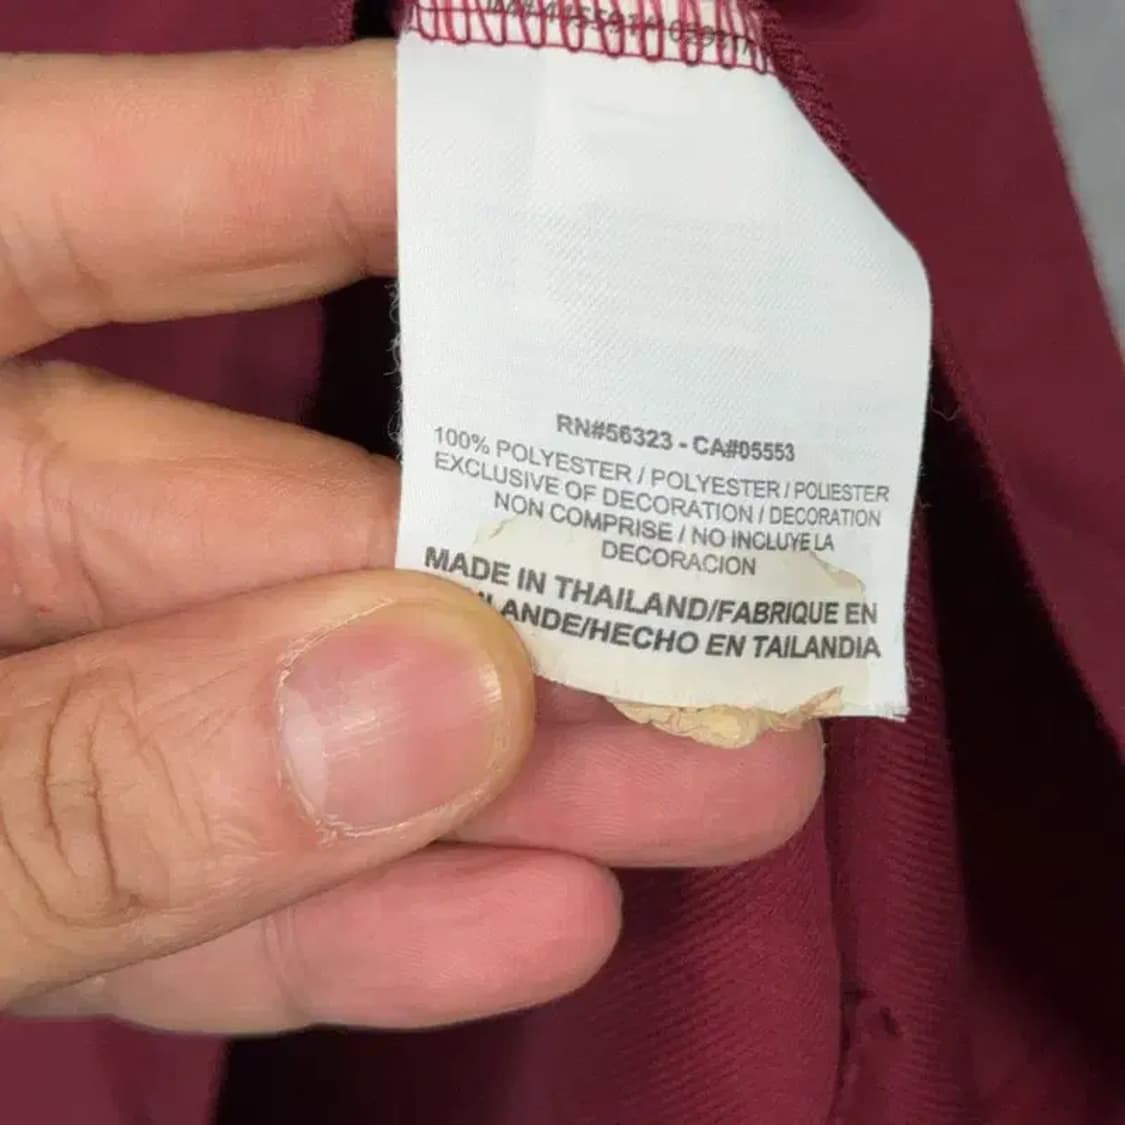 RN#56323 - CA#05553
100% POLYESTER / POLYESTER / POLIESTER
EXCLUSIVE OF DECORATION / DECORATION
NON COMPRISE / NO INCLUYE LA
DECORACION
MADE IN THAILAND/FABRIQUE EN
LANDE/HECHO EN TAILANDIA